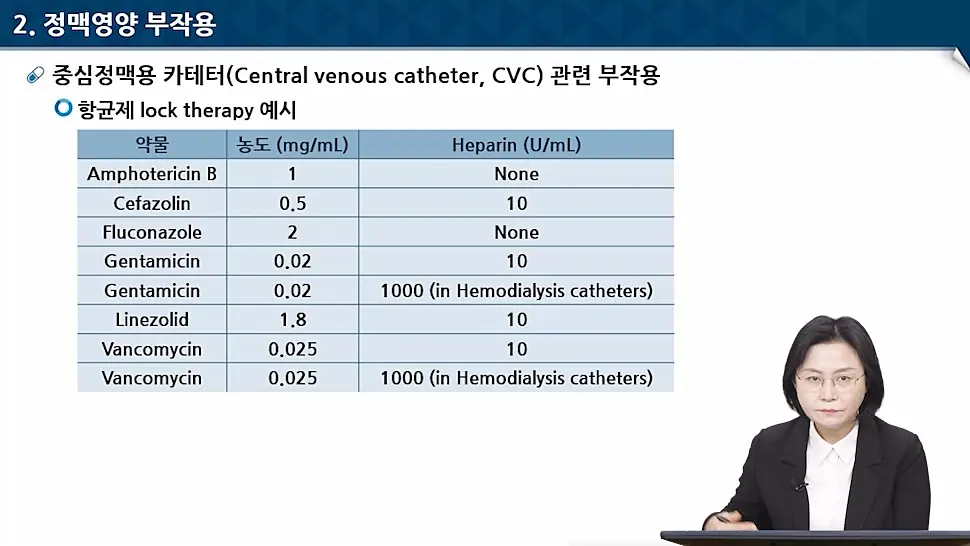 2. 정맥영양 부작용
중심정맥용 카테터(Central venous catheter, CVC) 관련 부작용
항균제 lock therapy 예시
약물 농도 (mg/mL) Heparin (U/mL)
Amphotericin B 1 None
Cefazolin 0.5 10
Fluconazole 2 None
Gentamicin 0.02 10
Gentamicin 0.02 1000 (in Hemodialysis catheters)
Linezolid 1.8 10
Vancomycin 0.025 10
Vancomycin 0.025 1000 (in Hemodialysis catheters)